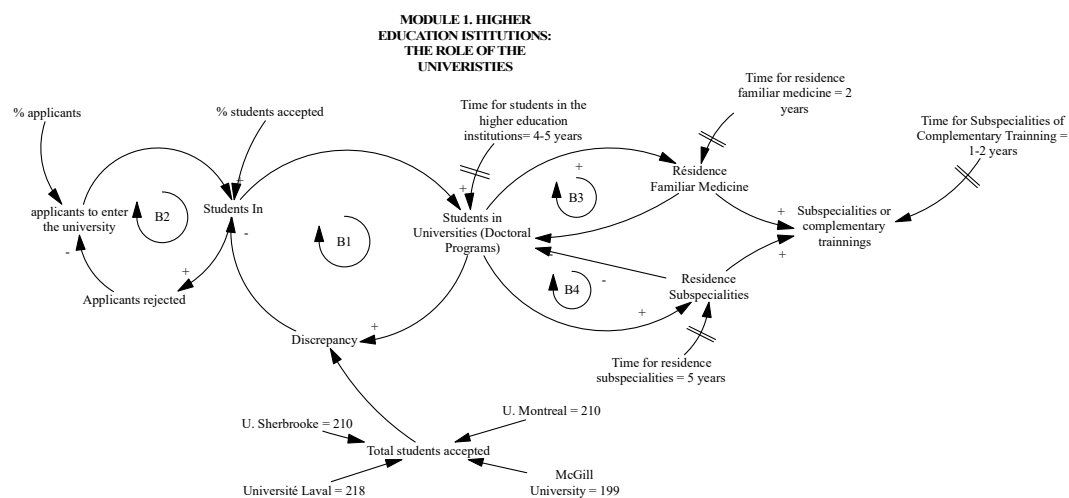 MODULE 1. HIGHER
EDUCATION ISTITUTIONS:
THE ROLE OF THE
UNIVERISTIES
% applicants
% students accepted
Time for students in the
higher education
institutions= 4-5 years
Time for residence
familiar medicine = 2
years
Time for Subspecialities of
Complementary Trainning =
1-2 years
applicants to enter
the university
B2
Students In
+
-
B1
+
Students in
Universities (Doctoral
Programs)
-
+
B3
Résidence
Familiar Medicine
+
Subspecialities or
complementary
trainnings
+
-
+
Applicants rejected
B4
-
+
Residence
Subspecialities
Discrepancy
+
Time for residence
subspecialities = 5 years
U. Sherbrooke = 210
U. Montreal = 210
Total students accepted
Université Laval = 218
McGill
University = 199